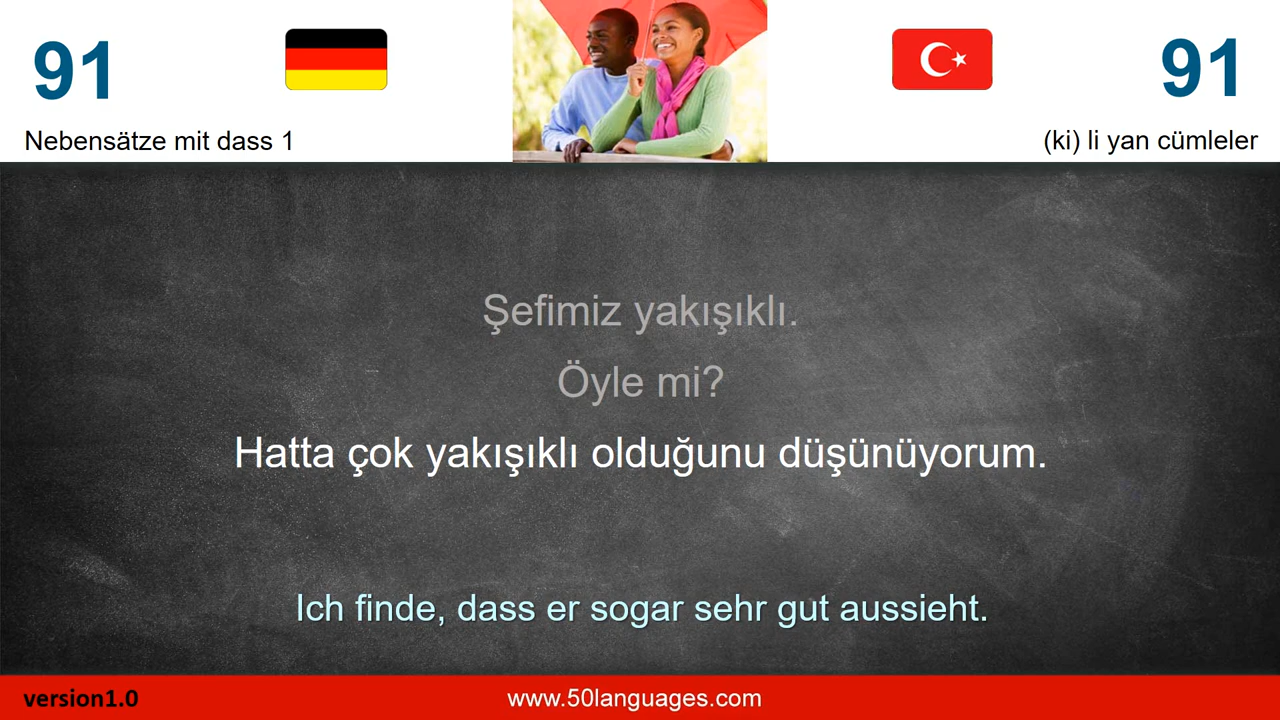 91
91
Nebensätze mit dass 1
(ki) li yan cümleler
Şefimiz yakışıklı.
Öyle mi?
Hatta çok yakışıklı olduğunu düşünüyorum.
Ich finde, dass er sogar sehr gut aussieht.
version1.0
www.50languages.com